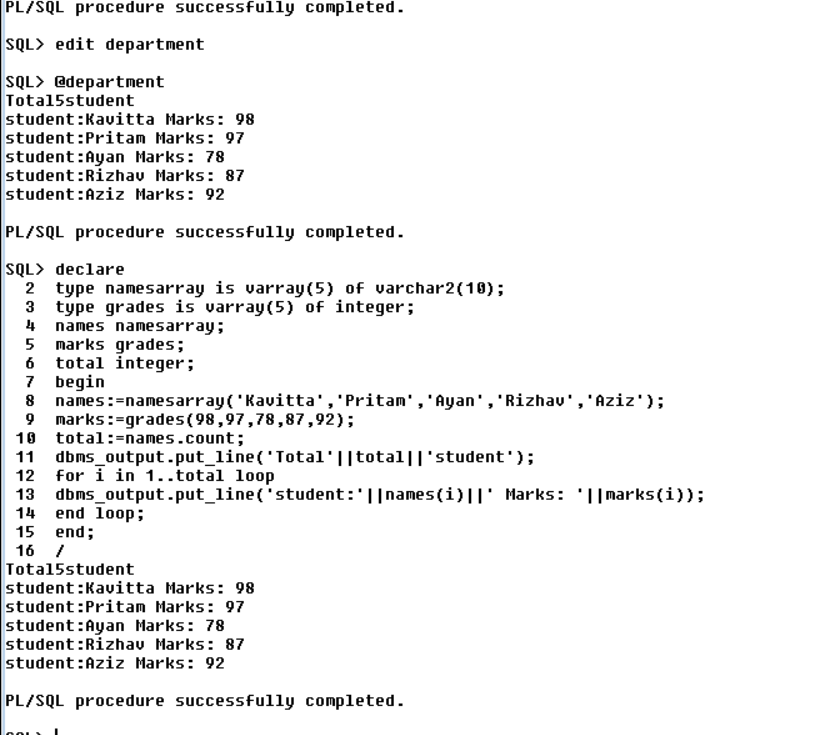 PL/SQL procedure successfully completed.
SQL> edit department
SQL> @department
Total5student
student:Kavitta Marks: 98
student:Pritam Marks: 97
student:Ayan Marks: 78
student:Rizhav Marks: 87
student:Aziz Marks: 92
PL/SQL procedure successfully completed.
SQL> declare
2 type namesarray is varray(5) of varchar2(10);
3 type grades is varray(5) of integer;
4 names namesarray;
5 marks grades;
6 total integer;
7 begin
8 names:=namesarray('Kavitta','Pritam','Ayan','Rizhav','Aziz');
9 marks:=grades(98,97,78,87,92);
10 total:=names.count;
11 dbms_output.put_line('Total'||total||'student');
12 for i in 1..total loop
13 dbms_output.put_line('student:'||names(i)||' Marks: '||marks(i));
14 end loop;
15 end;
16 /
Total5student
student:Kavitta Marks: 98
student:Pritam Marks: 97
student:Ayan Marks: 78
student:Rizhav Marks: 87
student:Aziz Marks: 92
PL/SQL procedure successfully completed.
SQL>